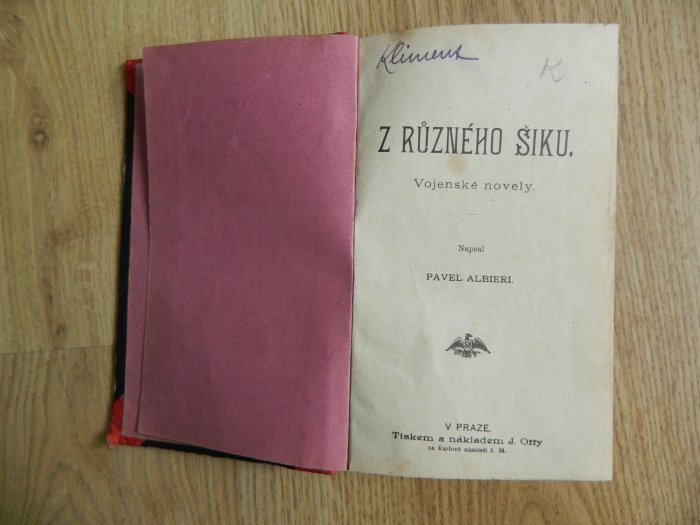 Kliment
K
Z RŮZNÉHO ŠIKU.
Vojenské novely.
Napsal
PAVEL ALBIERI.
V PRAZE.
Tiskem a nákladem J. Otty
na Karlově náměstí č. 34.